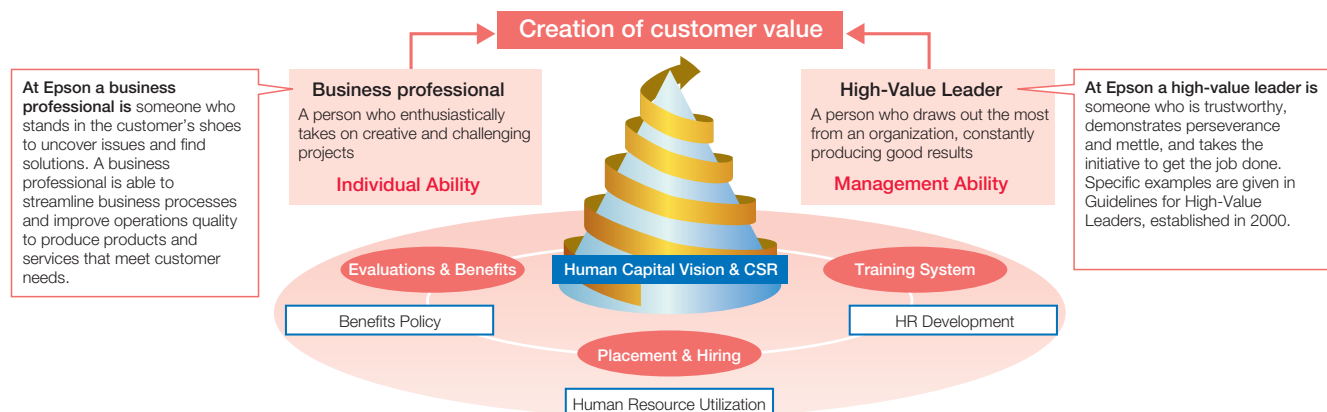 Creation of customer value
At Epson a business
professional is someone who
stands in the customer's shoes
to uncover issues and find
solutions. A business
professional is able to
streamline business processes
and improve operations quality
to produce products and
services that meet customer
needs.
Business professional
A person who enthusiastically
takes on creative and challenging
projects
Individual Ability
High-Value Leader
A person who draws out the most
from an organization, constantly
producing good results
Management Ability
At Epson a high-value leader is
someone who is trustworthy,
demonstrates perseverance
and mettle, and takes the
initiative to get the job done.
Specific examples are given in
Guidelines for High-Value
Leaders, established in 2000.
Evaluations & Benefits
Human Capital Vision & CSR
Training System
Benefits Policy
HR Development
Placement & Hiring
Human Resource Utilization